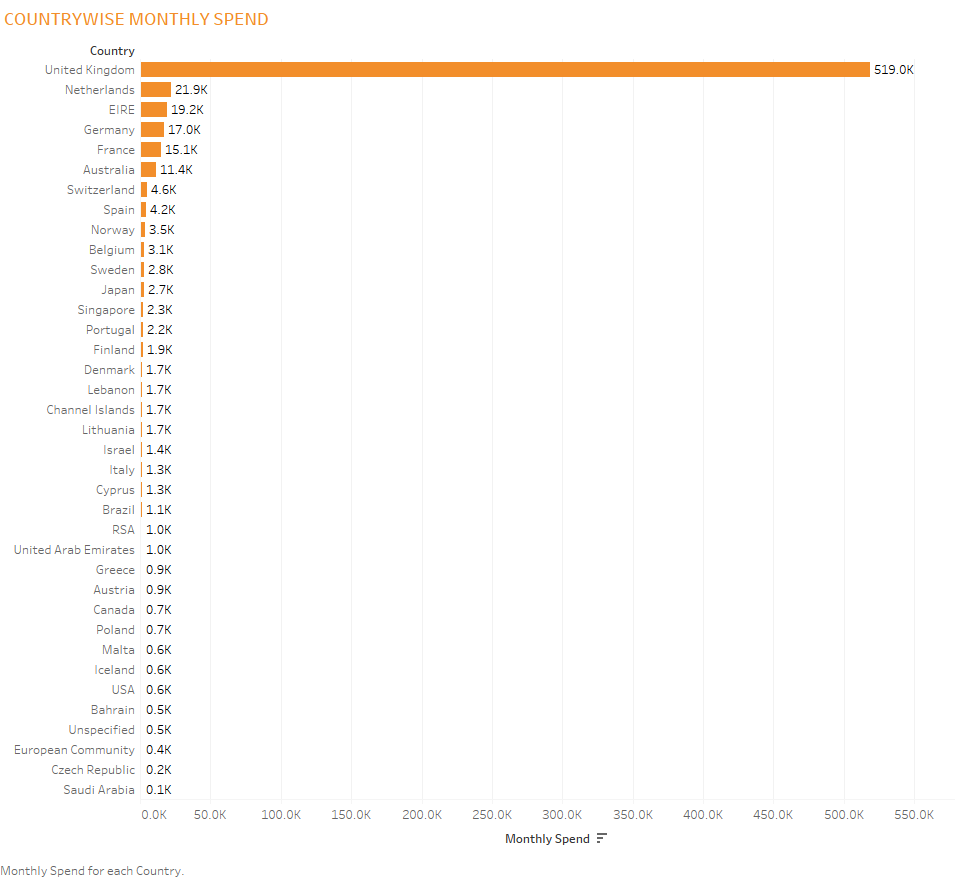 COUNTRYWISE MONTHLY SPEND
Country
United Kingdom 519.0K
Netherlands 21.9K
EIRE 19.2K
Germany 17.0K
France 15.1K
Australia 11.4K
Switzerland 4.6K
Spain 4.2K
Norway 3.5K
Belgium 3.1K
Sweden 2.8K
Japan 2.7K
Singapore 2.3K
Portugal 2.2K
Finland 1.9K
Denmark 1.7K
Lebanon 1.7K
Channel Islands 1.7K
Lithuania 1.7K
Israel 1.4K
Italy 1.3K
Cyprus 1.3K
Brazil 1.1K
RSA 1.0K
United Arab Emirates 1.0K
Greece 0.9K
Austria 0.9K
Canada 0.7K
Poland 0.7K
Malta 0.6K
Iceland 0.6K
USA 0.6K
Bahrain 0.5K
Unspecified 0.5K
European Community 0.4K
Czech Republic 0.2K
Saudi Arabia 0.1K
0.0K 50.0K 100.0K 150.0K 200.0K 250.0K 300.0K 350.0K 400.0K 450.0K 500.0K 550.0K
Monthly Spend
Monthly Spend for each Country.